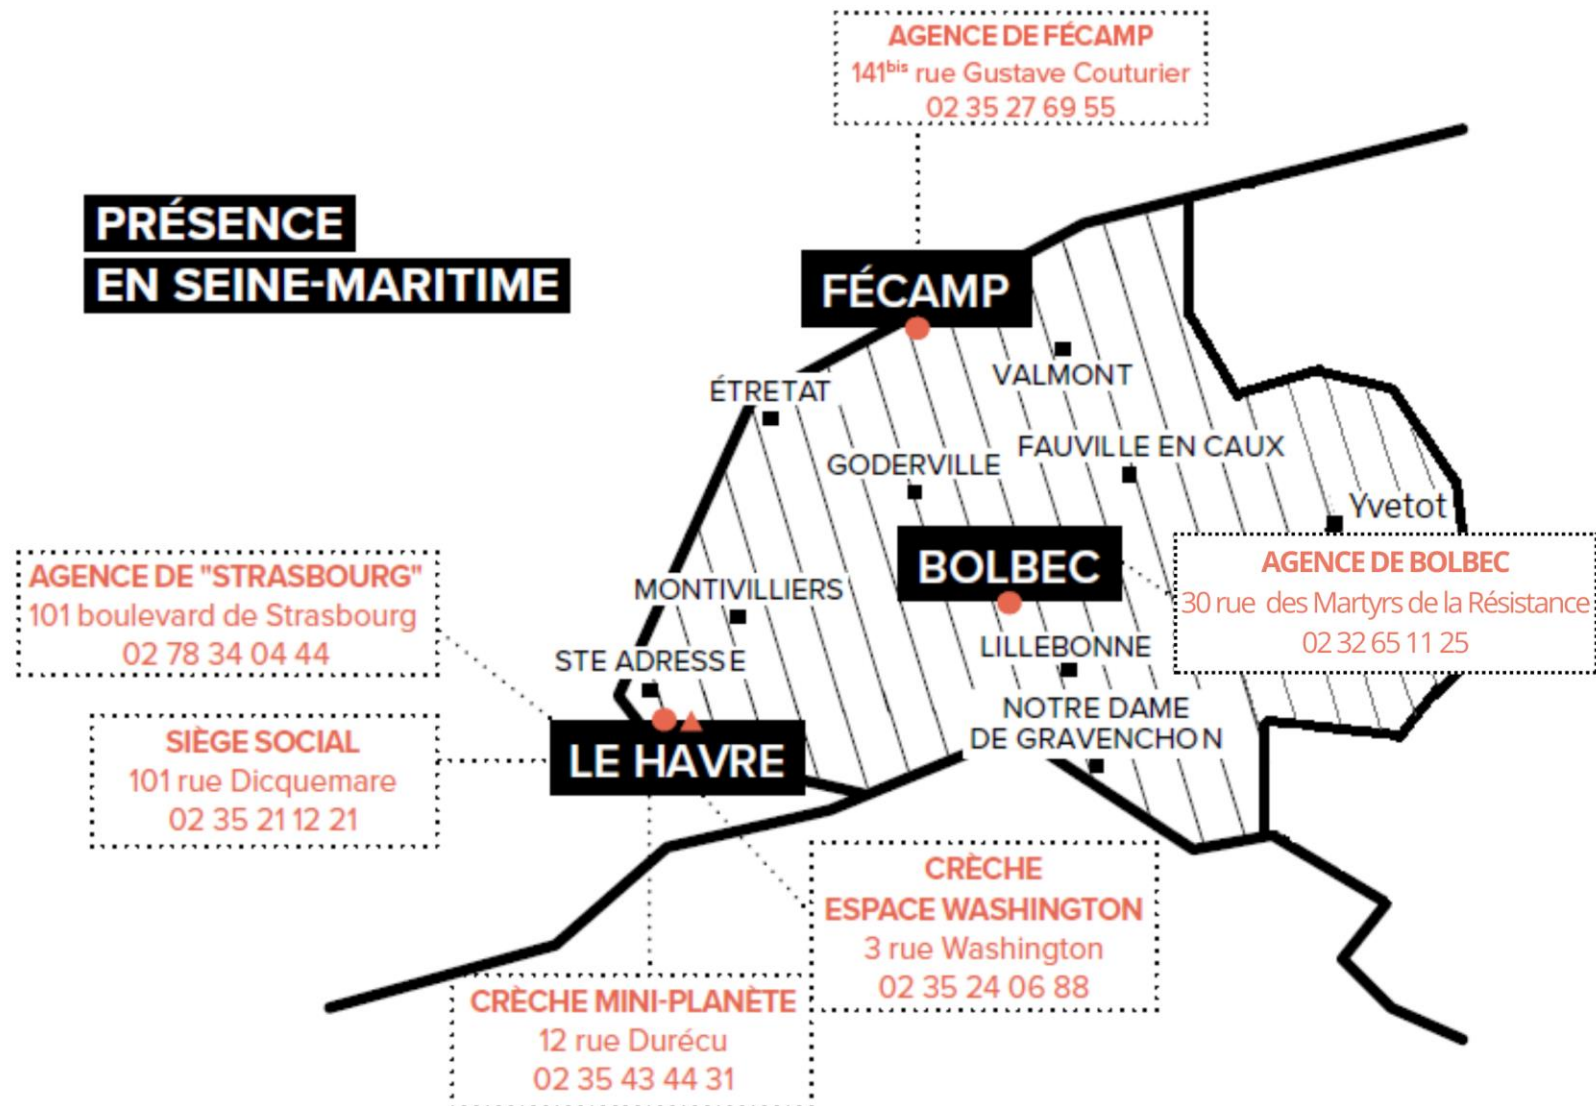 AGENCE DE FÉCAMP
141bis rue Gustave Couturier
02 35 27 69 55
PRÉSENCE
EN SEINE-MARITIME
FÉCAMP
VALMONT
ÉTRETAT
FAUVILLE EN CAUX
GODERVILLE
Yvetot
BOLBEC
AGENCE DE BOLBEC
30 rue des Martyrs de la Résistance
02 32 65 11 25
AGENCE DE "STRASBOURG"
101 boulevard de Strasbourg
02 78 34 04 44
MONTIVILLIERS
STE ADRESSE
LILLEBONNE
NOTRE DAME
DE GRAVENCHON
SIÈGE SOCIAL
101 rue Dicquemare
02 35 21 12 21
LE HAVRE
CRÈCHE
ESPACE WASHINGTON
3 rue Washington
02 35 24 06 88
CRÈCHE MINI-PLANÈTE
12 rue Durécu
02 35 43 44 31